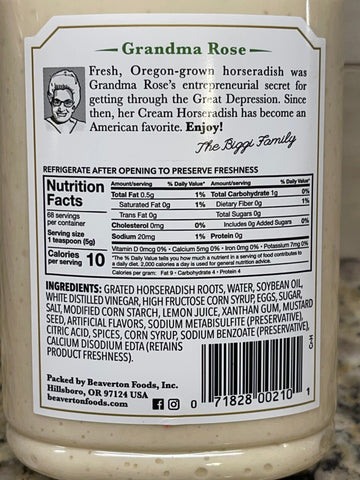 Grandma Rose
Fresh, Oregon-grown horseradish was
Grandma Rose's entrepreneurial secret for
getting through the Great Depression. Since
then, her Cream Horseradish has become an
American favorite. Enjoy!
The Biggi Family
REFRIGERATE AFTER OPENING TO PRESERVE FRESHNESS
Nutrition
Facts
68 servings
per container
Serving size
1 teaspoon (5g)
Calories
per serving 10
Amount/serving % Daily Value*
Total Fat 0.5g 1%
Saturated Fat 0g 1%
Trans Fat 0g
Cholesterol 0mg 0%
Sodium 20mg 1%
Amount/serving % Daily Value*
Total Carbohydrate 1g 0%
Dietary Fiber 0g 1%
Total Sugars 0g
Includes 0g Added Sugars 0%
Protein 0g
Vitamin D 0mcg 0% • Calcium 5mg 0% • Iron 0mg 0% • Potassium 7mg 0%
*The % Daily Value tells you how much a nutrient in a serving of food contributes to
a daily diet. 2,000 calories a day is used for general nutrition advice.
Calories per gram: Fat 9 • Carbohydrate 4 • Protein 4
INGREDIENTS: GRATED HORSERADISH ROOTS, WATER, SOYBEAN OIL,
WHITE DISTILLED VINEGAR, HIGH FRUCTOSE CORN SYRUP, EGGS, SUGAR,
SALT, MODIFIED CORN STARCH, LEMON JUICE, XANTHAN GUM, MUSTARD
SEED, ARTIFICIAL FLAVORS, SODIUM METABISULFITE (PRESERVATIVE),
CITRIC ACID, SPICES, CORN SYRUP, SODIUM BENZOATE (PRESERVATIVE),
CALCIUM DISODIUM EDTA (RETAINS
PRODUCT FRESHNESS).
Packed by Beaverton Foods, Inc.
Hillsboro, OR 97124 USA
beavertonfoods.com
0 71828 00210 1